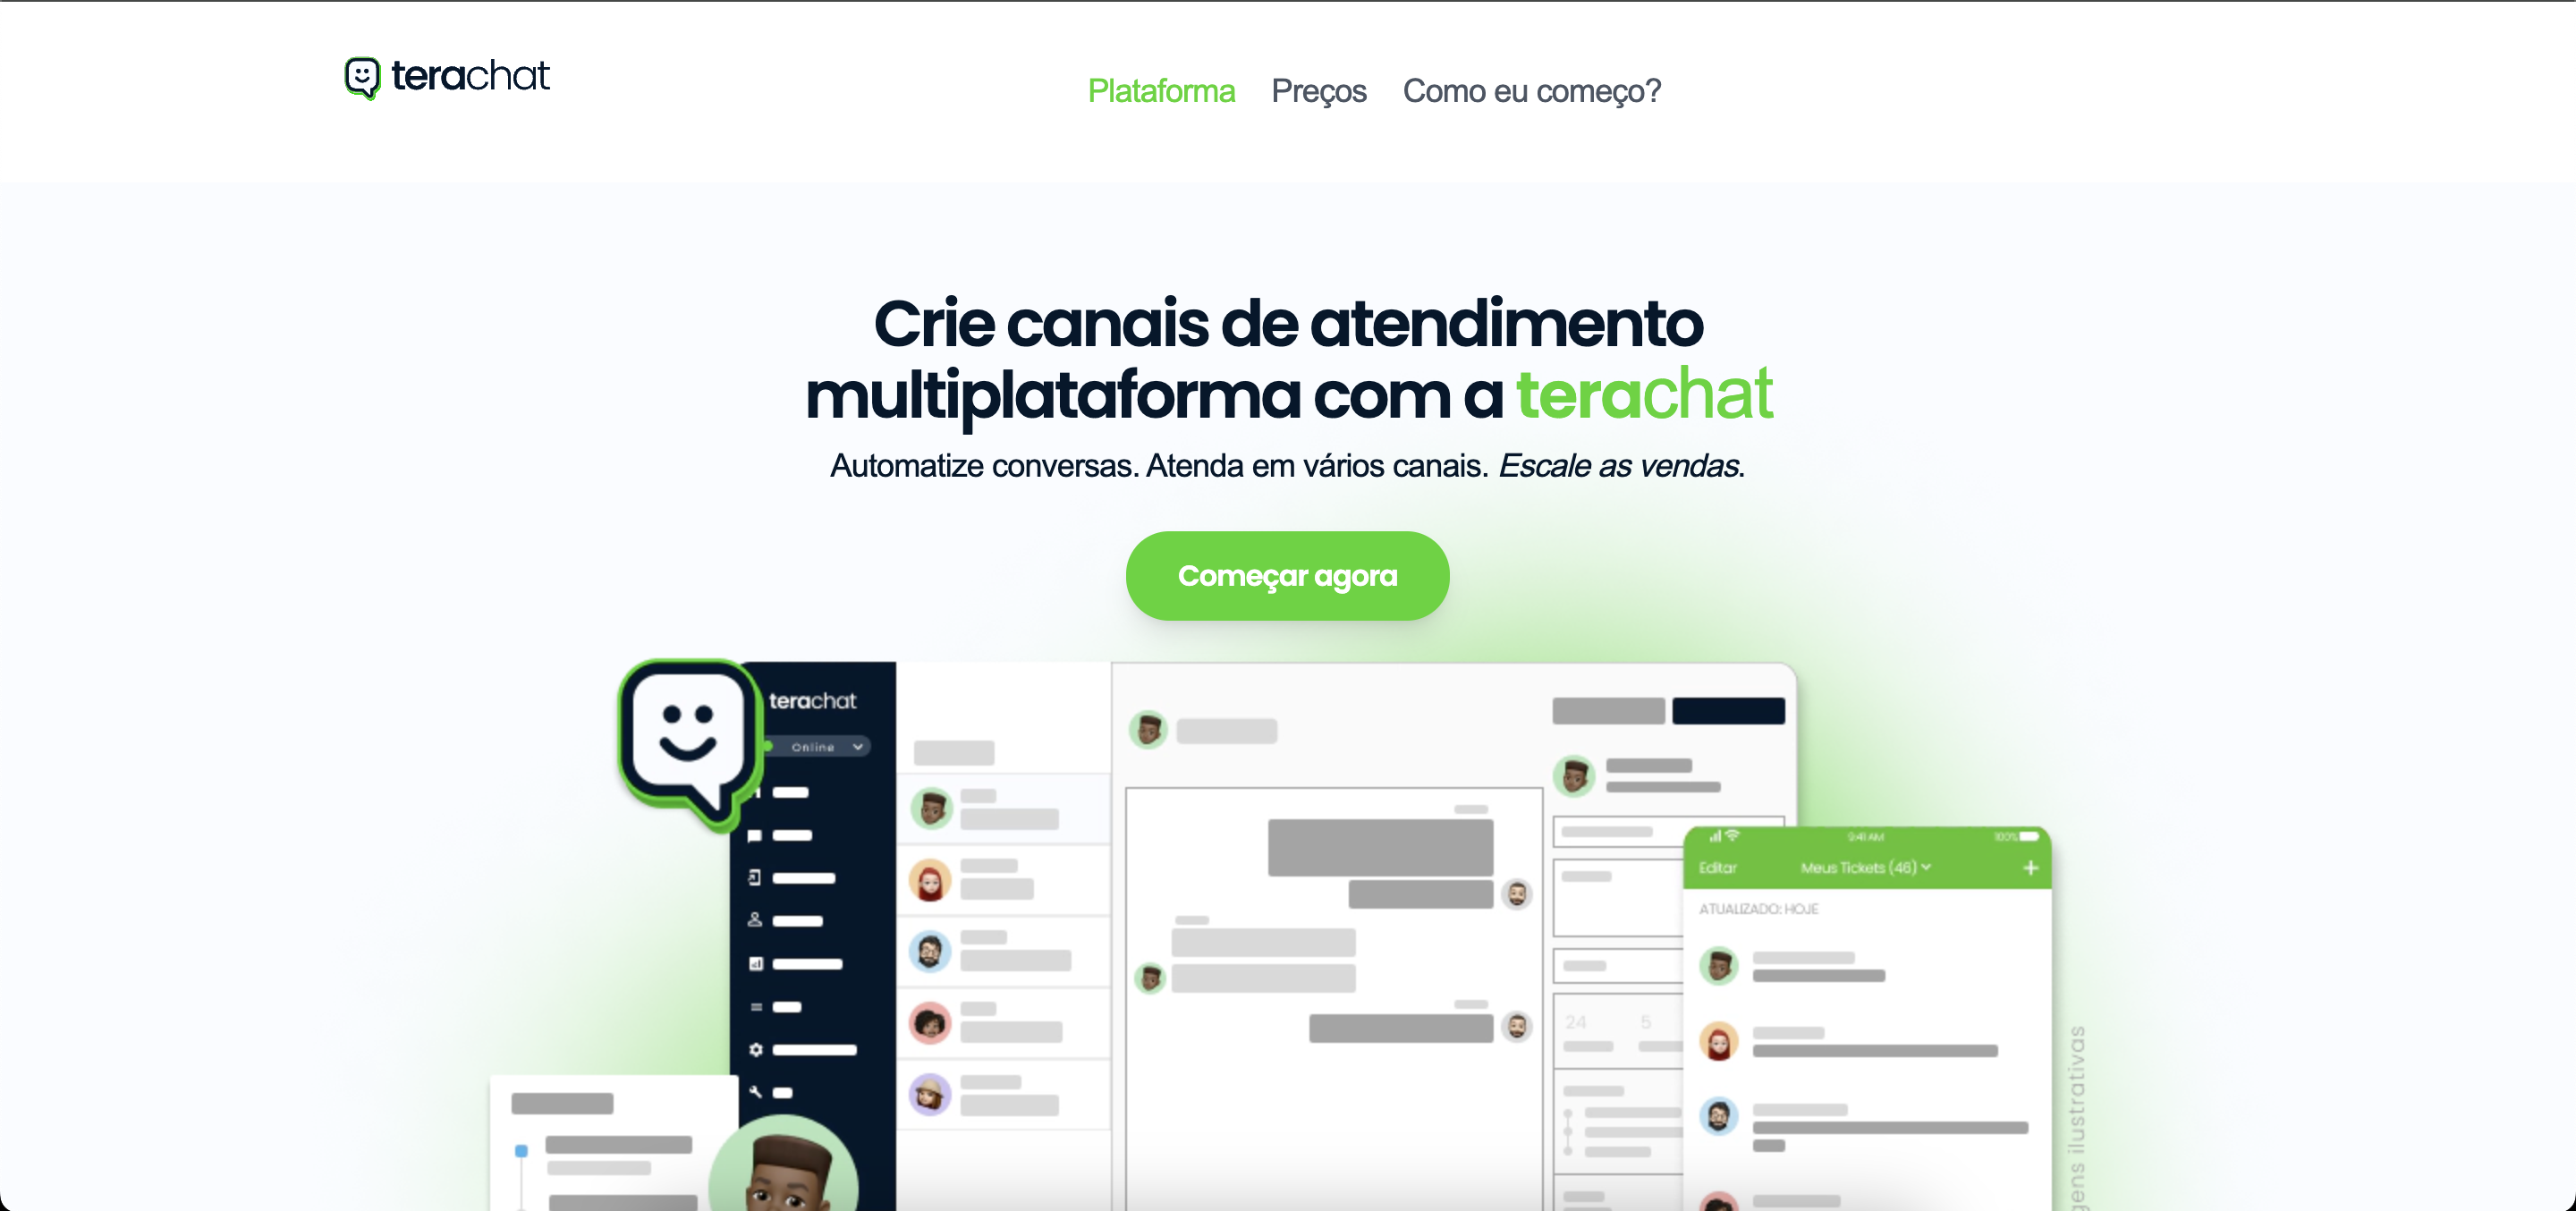 terachat
Plataforma Preços Como eu começo?
Crie canais de atendimento
multiplataforma com a terachat
Automatize conversas. Atenda em vários canais. Escale as vendas.
Começar agora
terachat
Online
24 5
9:41 AM 100%
Editar Meus Tickets (46) +
ATUALIZADO: HOJE
gens ilustrativas